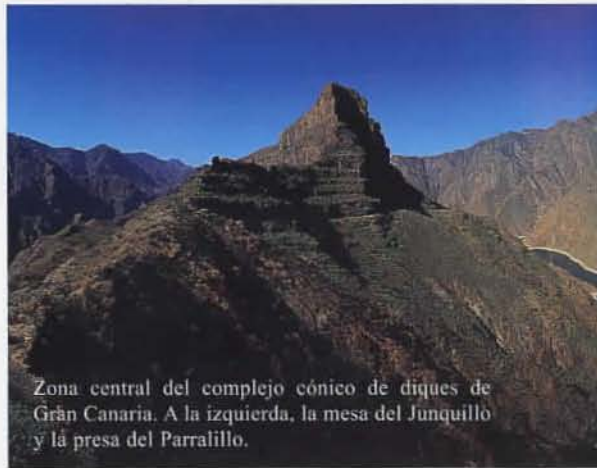 Zona central del complejo cónico de diques de
Gran Canaria. A la izquierda, la mesa del Junquillo
y la presa del Parralillo.